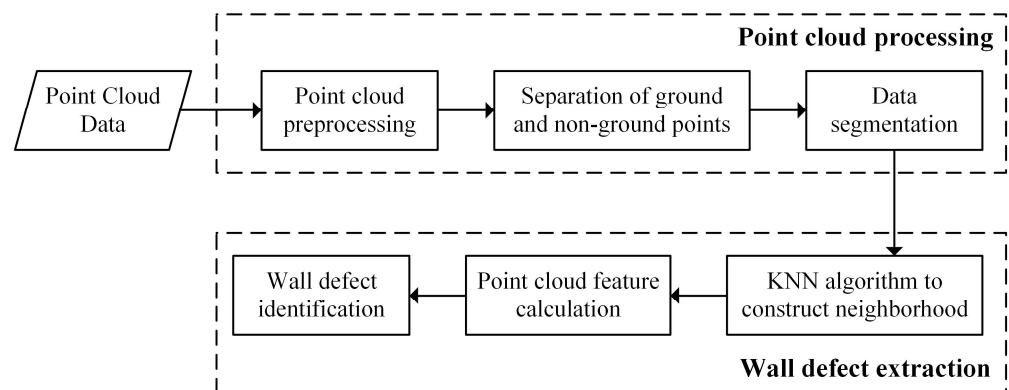 Point cloud processing
Point Cloud
Data
Point cloud
preprocessing
Separation of ground
and non-ground points
Data
segmentation
Wall defect
identification
Point cloud feature
calculation
KNN algorithm to
construct neighborhood
Wall defect extraction